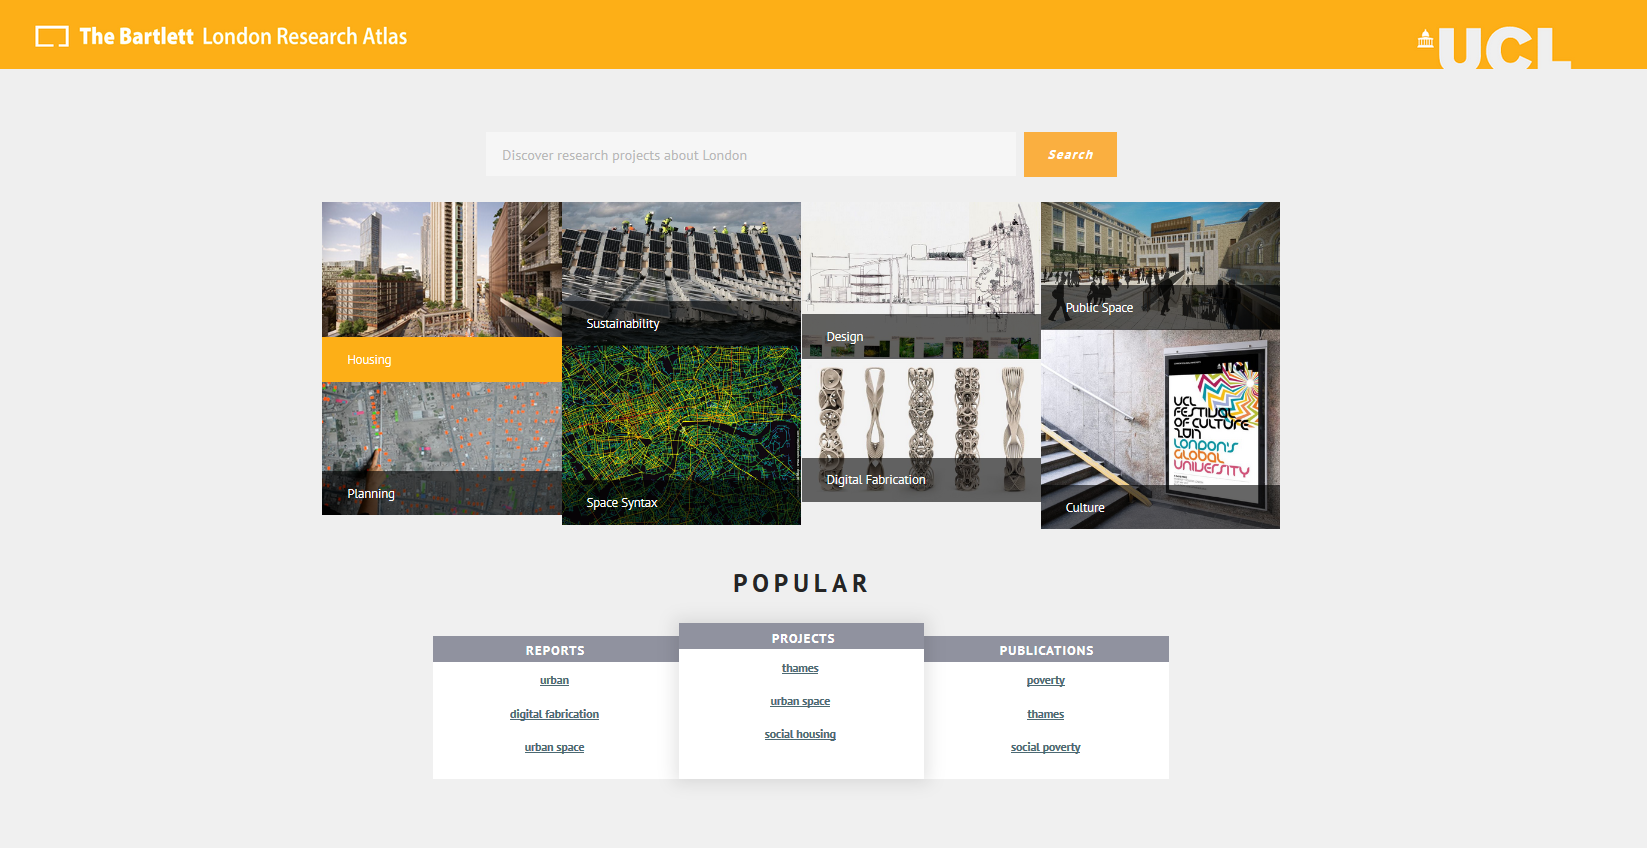 The Bartlett London Research Atlas
UCL
Discover research projects about London
Search
Housing
Sustainability
Design
Public Space
Planning
Space Syntax
Digital Fabrication
UCL
UCL
FESTIVAL
OF CULTURE
2017
LONDON'S
GLOBAL
UNIVERSITY
Culture
POPULAR
REPORTS
urban
digital fabrication
urban space
PROJECTS
thames
urban space
social housing
PUBLICATIONS
poverty
thames
social poverty